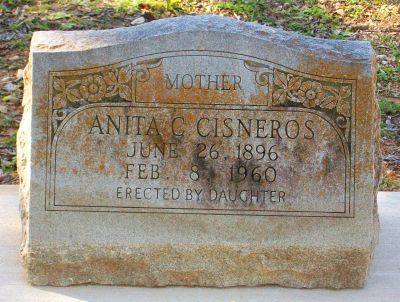 MOTHER
ANITA C CISNEROS
JUNE 26, 1896
FEB 8, 1960
ERECTED BY DAUGHTER